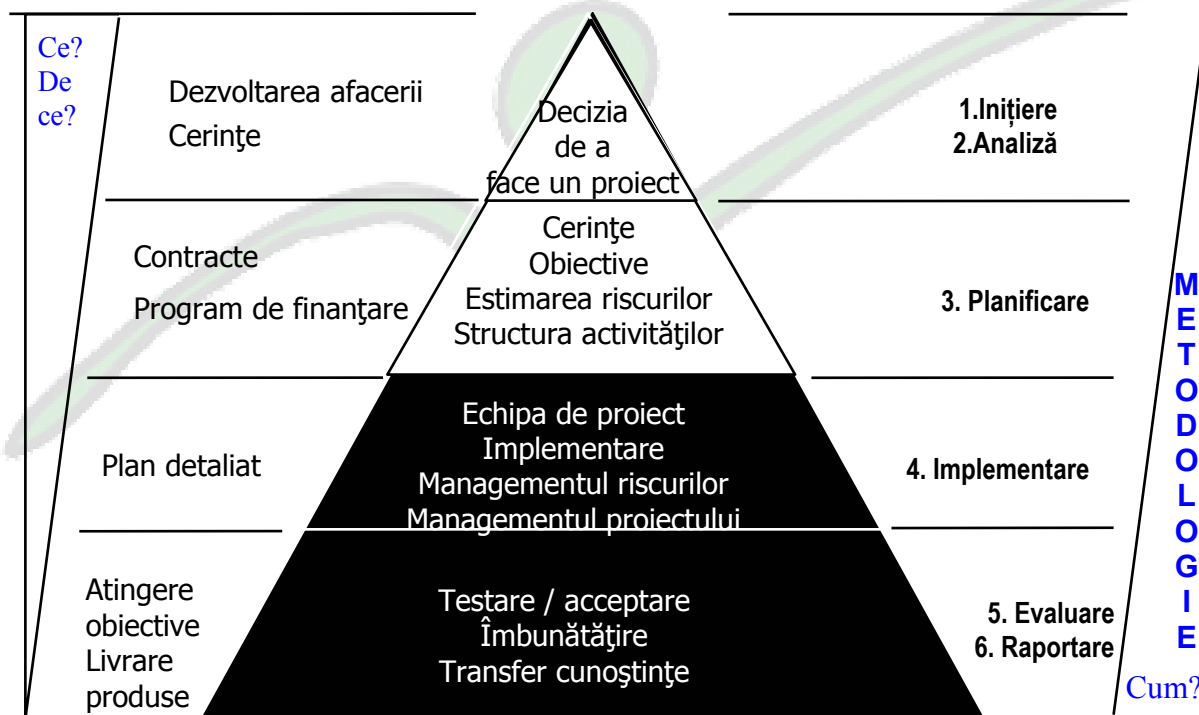 Ce?
De
ce?
Dezvoltarea afacerii
Cerinţe
Decizia
de a
face un proiect
1.Inițiere
2.Analiză
Contracte
Program de finanţare
Cerinţe
Obiective
Estimarea riscurilor
Structura activităţilor
3. Planificare
Plan detaliat
Echipa de proiect
Implementare
Managementul riscurilor
Managementul proiectului
4. Implementare
Atingere
obiective
Livrare
produse
Testare / acceptare
Îmbunătăţire
Transfer cunoştinţe
5. Evaluare
6. Raportare
M
E
T
O
D
O
L
O
G
I
E
Cum?